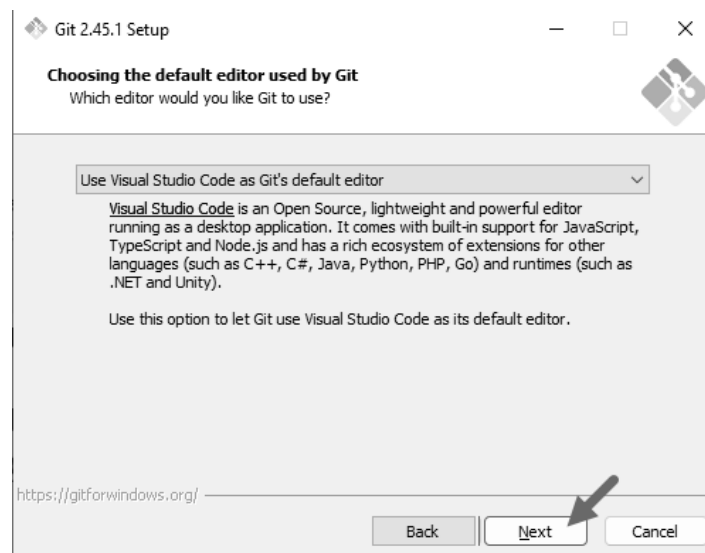 Git 2.45.1 Setup
Choosing the default editor used by Git
Which editor would you like Git to use?
Use Visual Studio Code as Git's default editor
Visual Studio Code is an Open Source, lightweight and powerful editor
running as a desktop application. It comes with built-in support for JavaScript,
TypeScript and Node.js and has a rich ecosystem of extensions for other
languages (such as C++, C#, Java, Python, PHP, Go) and runtimes (such as
.NET and Unity).
Use this option to let Git use Visual Studio Code as its default editor.
https://gitforwindows.org/
Back
Next
Cancel